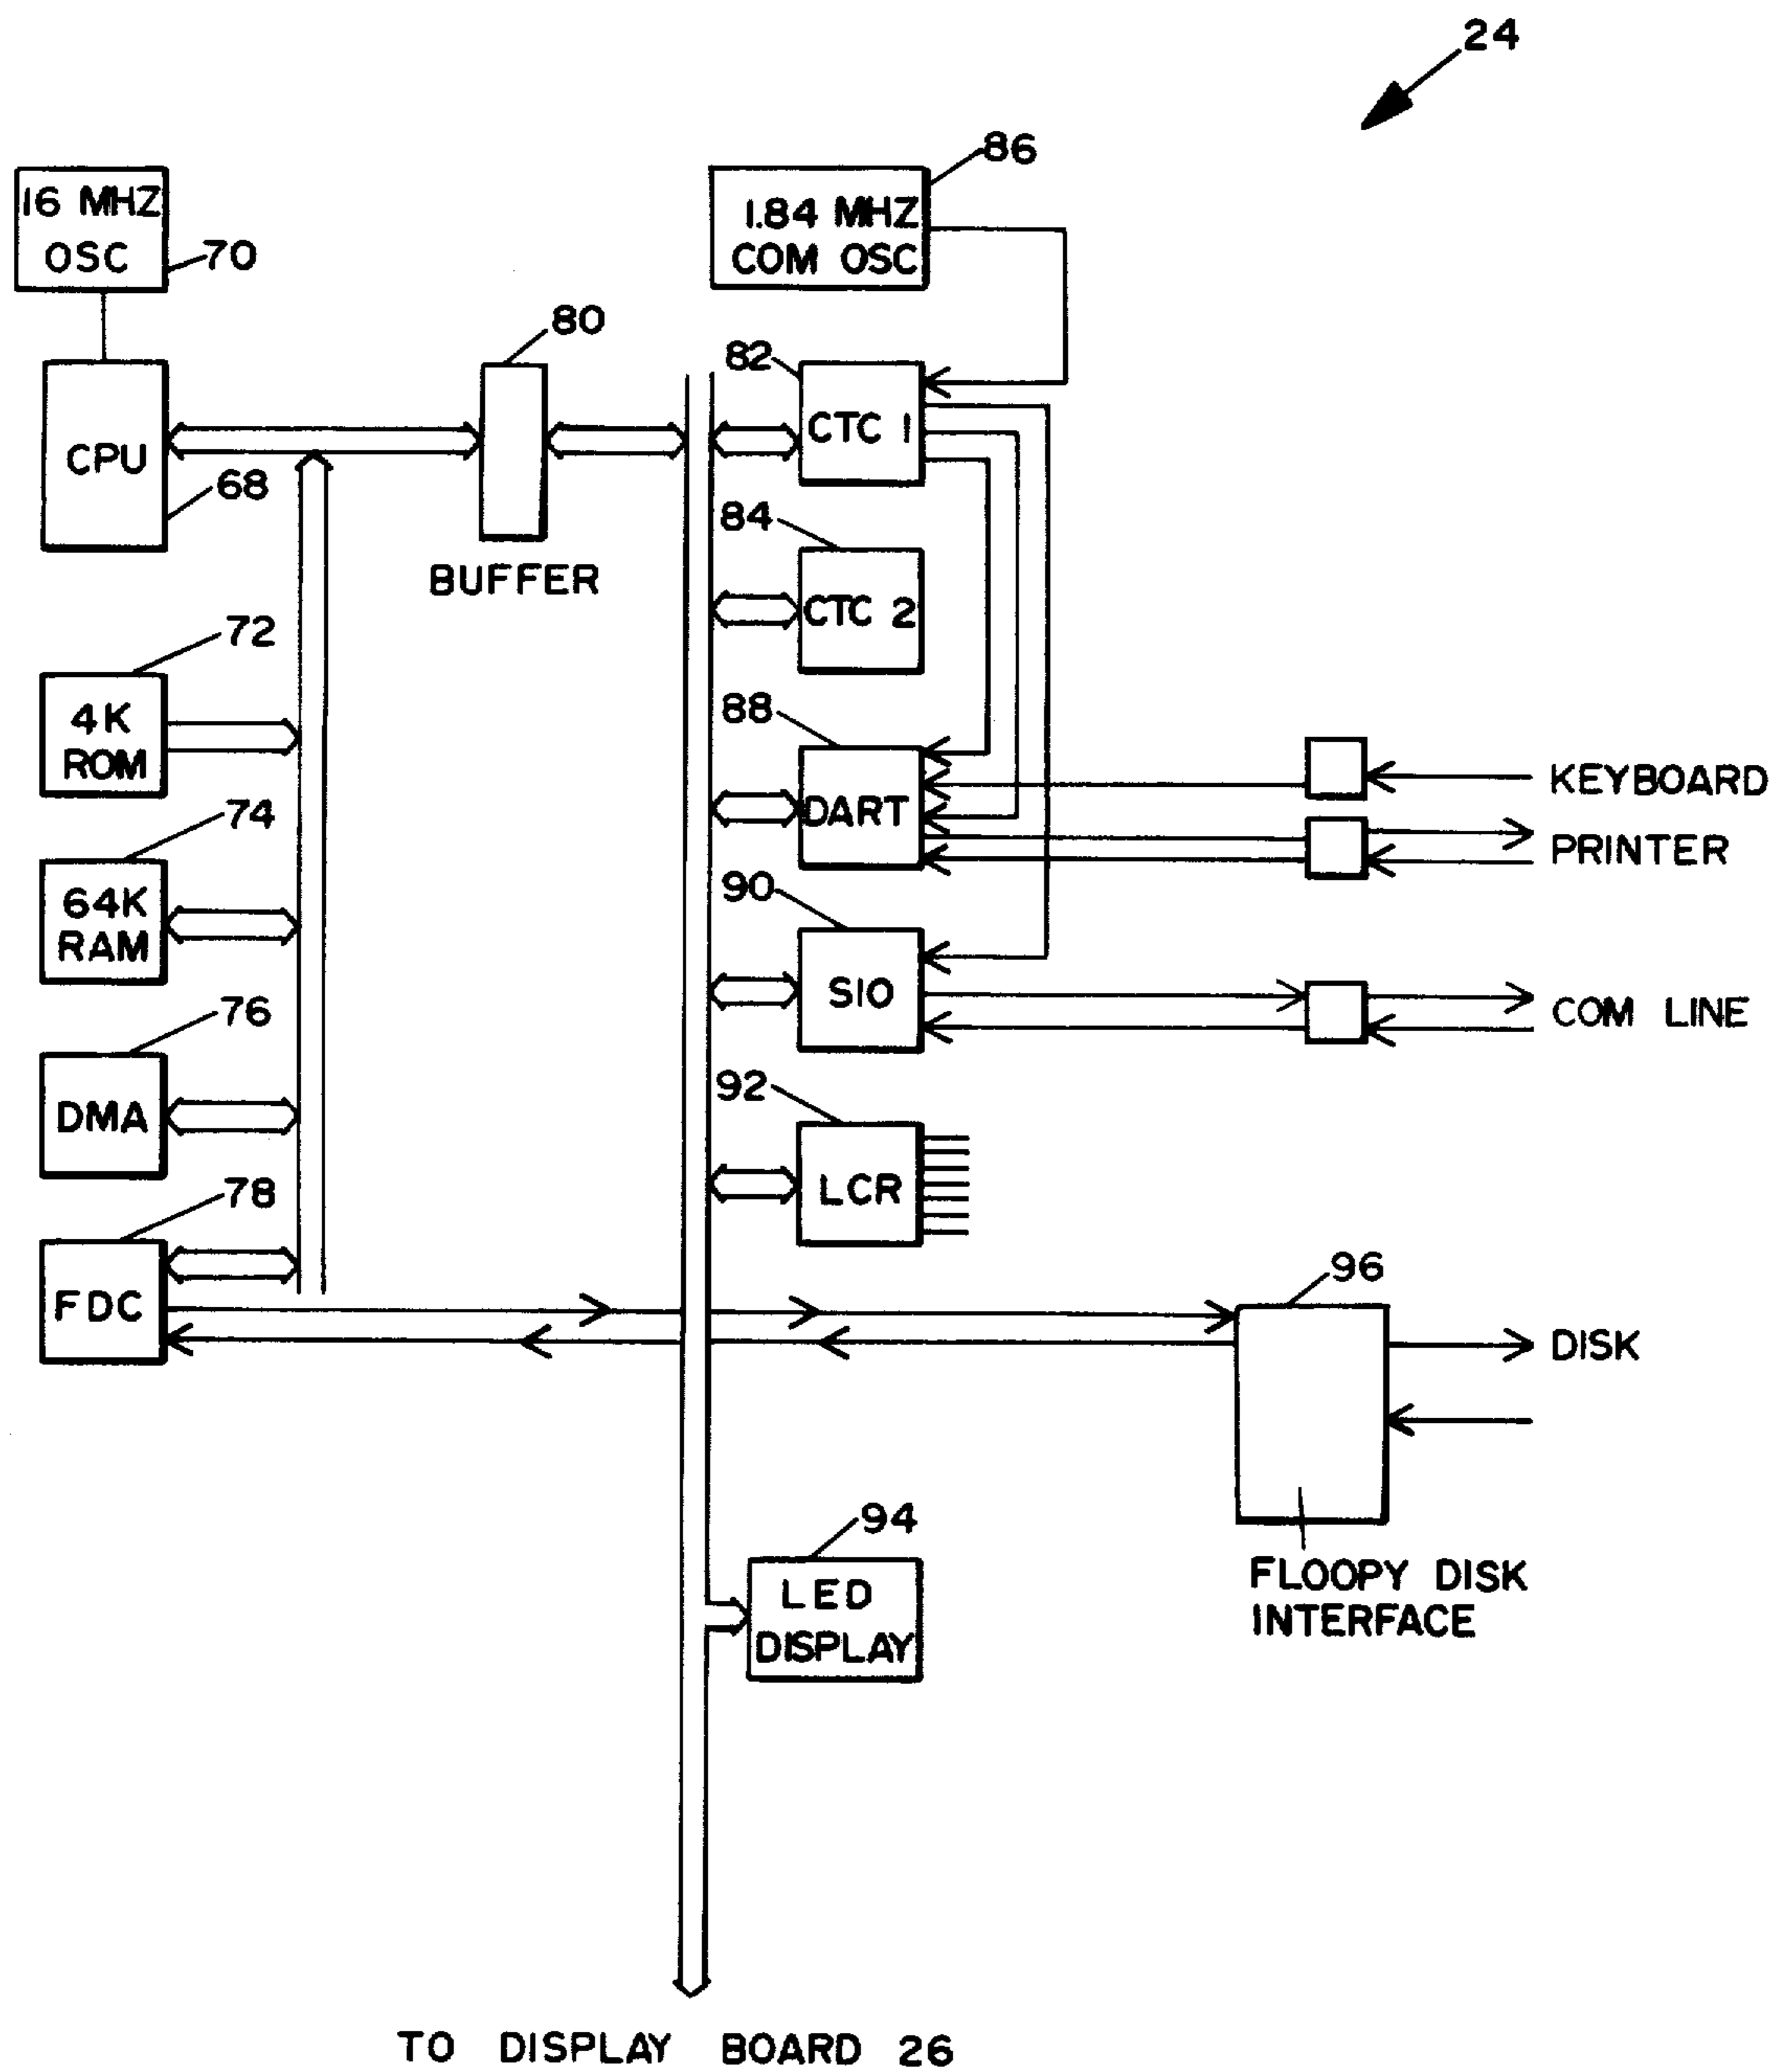 24
86
16 MHZ
OSC
70
1.84 MHZ
COM OSC
80
82
CPU
68
CTC 1
BUFFER
84
CTC 2
72
4K
ROM
88
DART
KEYBOARD
PRINTER
74
64K
RAM
90
SIO
COM LINE
76
DMA
92
LCR
78
FDC
96
DISK
FLOOPY DISK
INTERFACE
94
LED
DISPLAY
TO DISPLAY BOARD 26